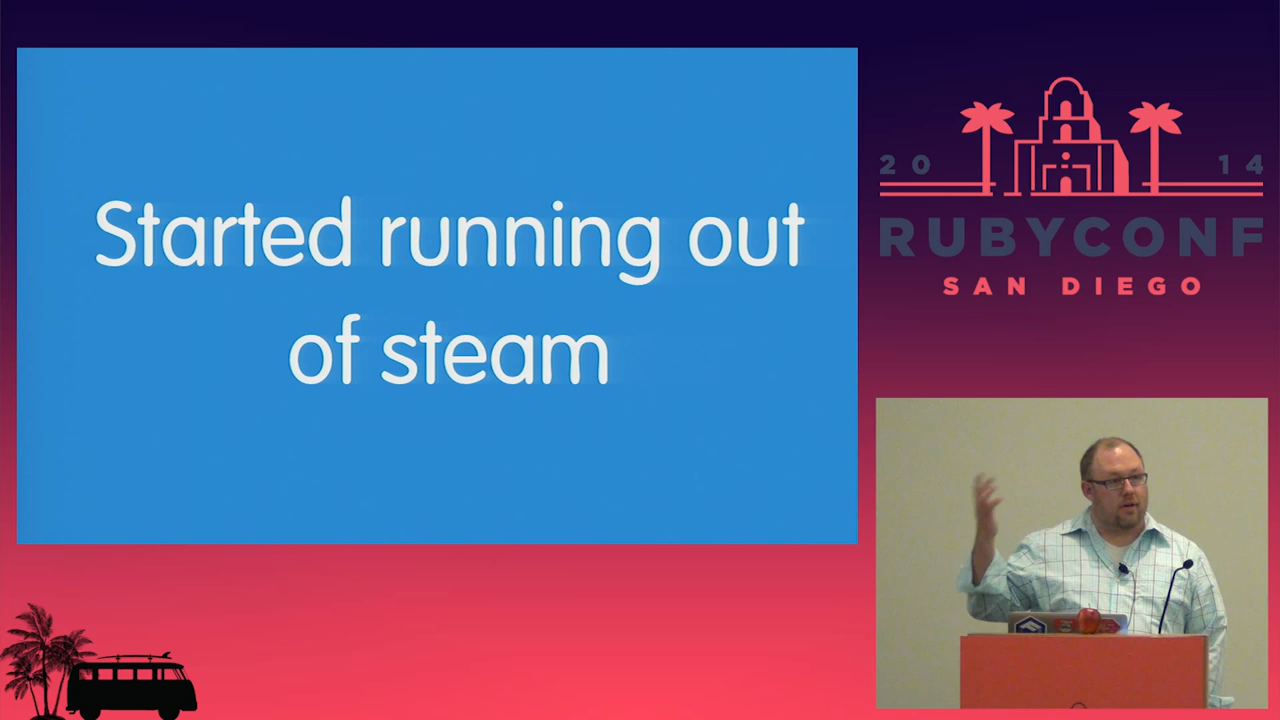 Started running out
of steam
20 14
RUBYCONF
SAN DIEGO